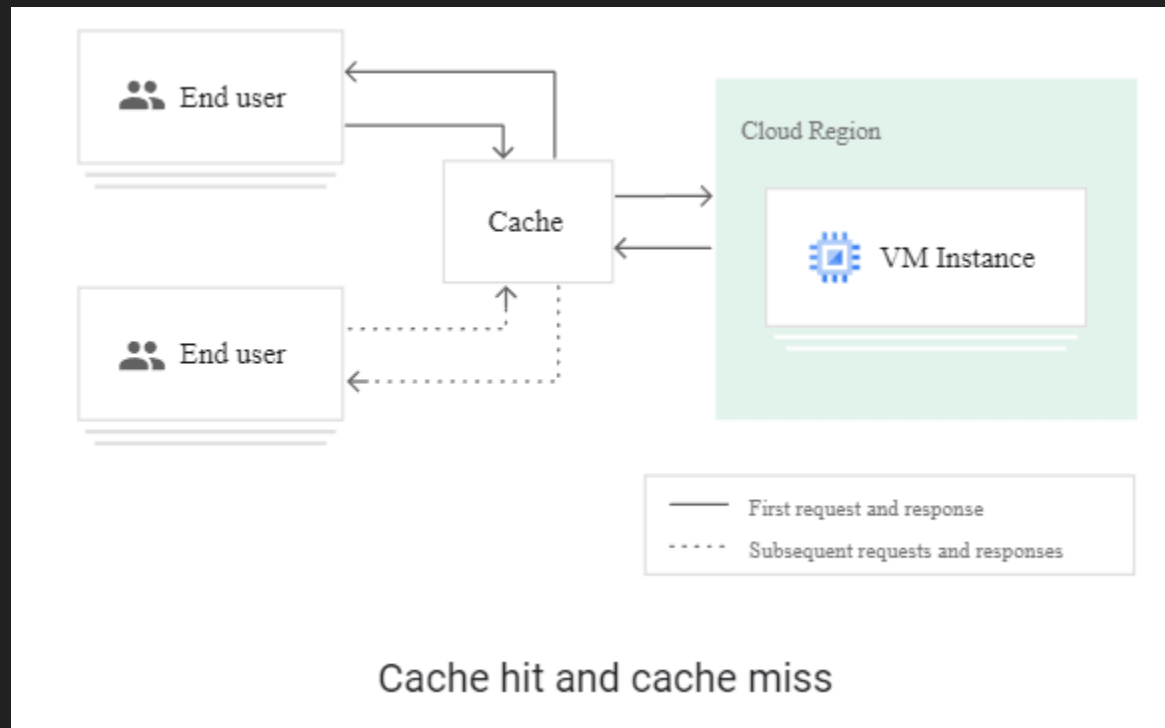 End user
Cloud Region
Cache
VM Instance
End user
First request and response
Subsequent requests and responses
Cache hit and cache miss